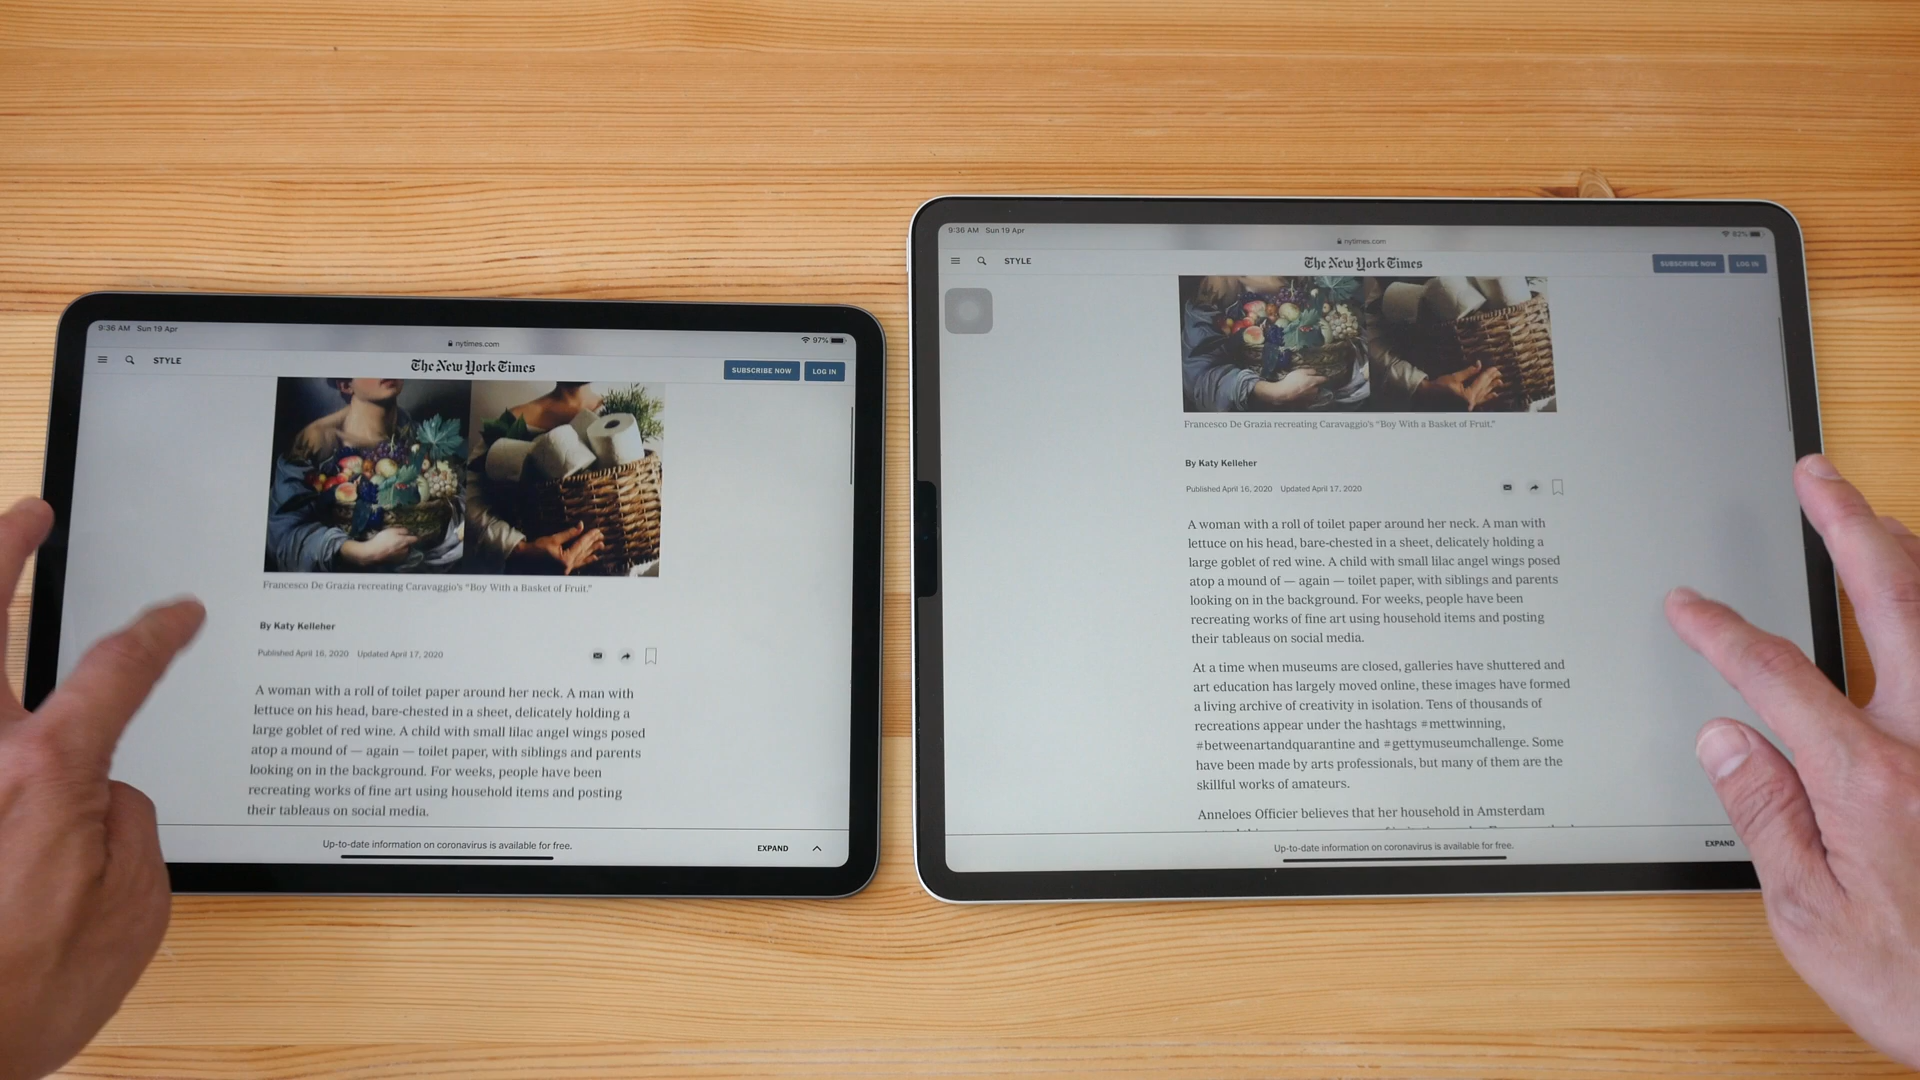 9:36 AM Sun 19 Apr
nytimes.com
97%
STYLE
The New York Times
SUBSCRIBE NOW
LOG IN
Francesco De Grazia recreating Caravaggio's “Boy With a Basket of Fruit.”
By Katy Kelleher
Published April 16, 2020 Updated April 17, 2020
A woman with a roll of toilet paper around her neck. A man with
lettuce on his head, bare-chested in a sheet, delicately holding a
large goblet of red wine. A child with small lilac angel wings posed
atop a mound of — again — toilet paper, with siblings and parents
looking on in the background. For weeks, people have been
recreating works of fine art using household items and posting
their tableaus on social media.
Up-to-date information on coronavirus is available for free.
EXPAND
9:36 AM Sun 19 Apr
nytimes.com
82%
STYLE
The New York Times
SUBSCRIBE NOW
LOG IN
Francesco De Grazia recreating Caravaggio's “Boy With a Basket of Fruit.”
By Katy Kelleher
Published April 16, 2020 Updated April 17, 2020
A woman with a roll of toilet paper around her neck. A man with
lettuce on his head, bare-chested in a sheet, delicately holding a
large goblet of red wine. A child with small lilac angel wings posed
atop a mound of — again — toilet paper, with siblings and parents
looking on in the background. For weeks, people have been
recreating works of fine art using household items and posting
their tableaus on social media.
At a time when museums are closed, galleries have shuttered and
art education has largely moved online, these images have formed
a living archive of creativity in isolation. Tens of thousands of
recreations appear under the hashtags #mettwinning,
#betweenartandquarantine and #gettymuseumchallenge. Some
have been made by arts professionals, but many of them are the
skillful works of amateurs.
Anneloes Officier believes that her household in Amsterdam
Up-to-date information on coronavirus is available for free.
EXPAND